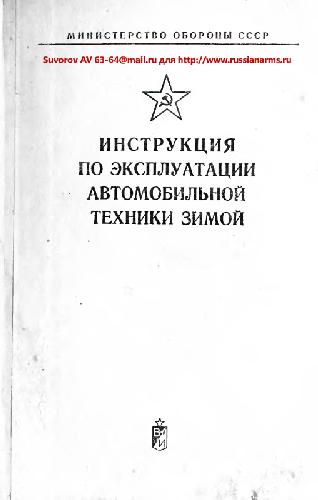 МИНИСТЕРСТВО ОБОРОНЫ СССР
Suvorov AV 63-64@mail.ru для http://www.russianarms.ru
ИНСТРУКЦИЯ
ПО ЭКСПЛУАТАЦИИ
АВТОМОБИЛЬНОЙ
ТЕХНИКИ ЗИМОЙ